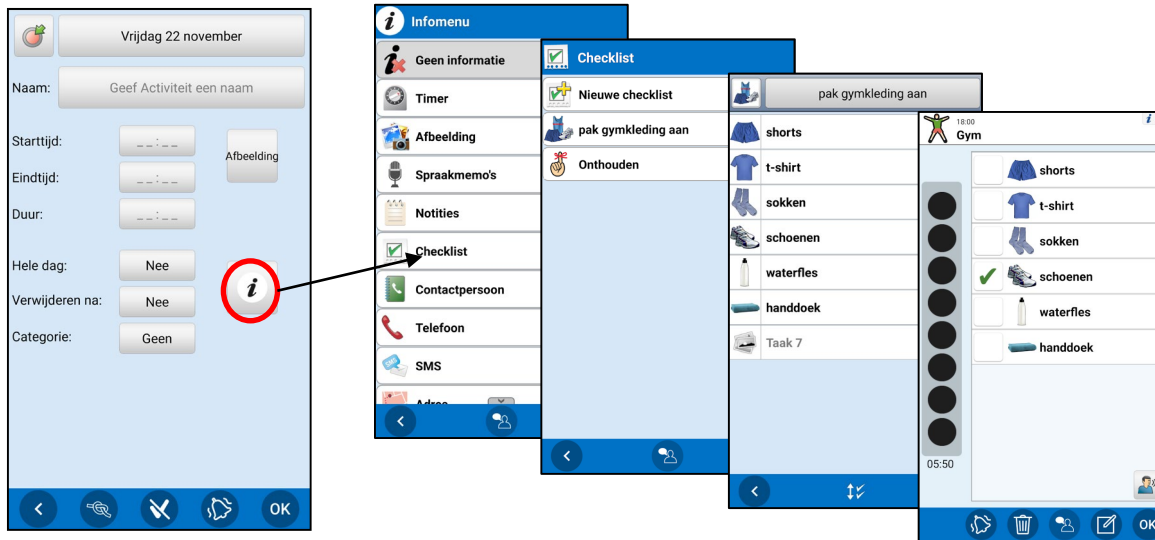 Vrijdag 22 november
Naam:
Geef Activiteit een naam
Starttijd:
__:__
Afbeelding
Eindtijd:
__:__
Duur:
__:__
Hele dag:
Nee
i
Verwijderen na:
Nee
Categorie:
Geen
OK
i
Infomenu
Geen informatie
Timer
Afbeelding
Spraakmemo's
Notities
Checklist
Contactpersoon
Telefoon
SMS
Adres
Checklist
Nieuwe checklist
pak gymkleding aan
Onthouden
pak gymkleding aan
shorts
t-shirt
sokken
schoenen
waterfles
handdoek
Taak 7
18:00
i
Gym
shorts
t-shirt
sokken
schoenen
waterfles
handdoek
05:50
OK